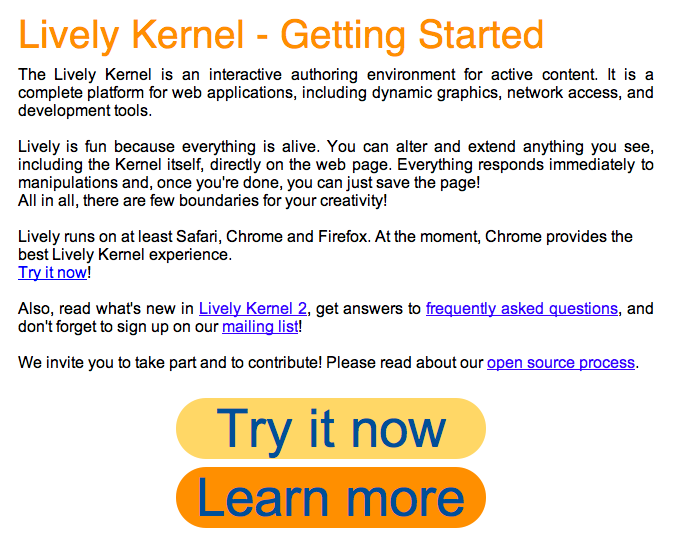 Lively Kernel - Getting Started
The Lively Kernel is an interactive authoring environment for active content. It is a
complete platform for web applications, including dynamic graphics, network access, and
development tools.
Lively is fun because everything is alive. You can alter and extend anything you see,
including the Kernel itself, directly on the web page. Everything responds immediately to
manipulations and, once you're done, you can just save the page!
All in all, there are few boundaries for your creativity!
Lively runs on at least Safari, Chrome and Firefox. At the moment, Chrome provides the
best Lively Kernel experience.
Try it now!
Also, read what's new in Lively Kernel 2, get answers to frequently asked questions, and
don't forget to sign up on our mailing list!
We invite you to take part and to contribute! Please read about our open source process.
Try it now
Learn more